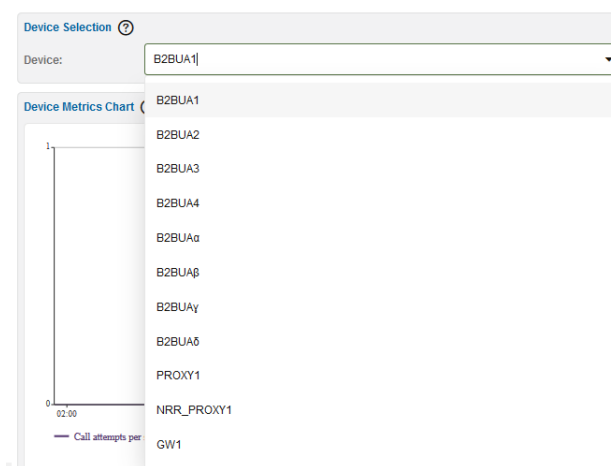 Device Selection ?
Device:
B2BUA1
Device Metrics Chart
B2BUA1
B2BUA2
B2BUA3
B2BUA4
B2BUAα
B2BUAβ
B2BUAγ
B2BUAδ
PROXY1
NRR_PROXY1
GW1
1
0
02:00
Call attempts per